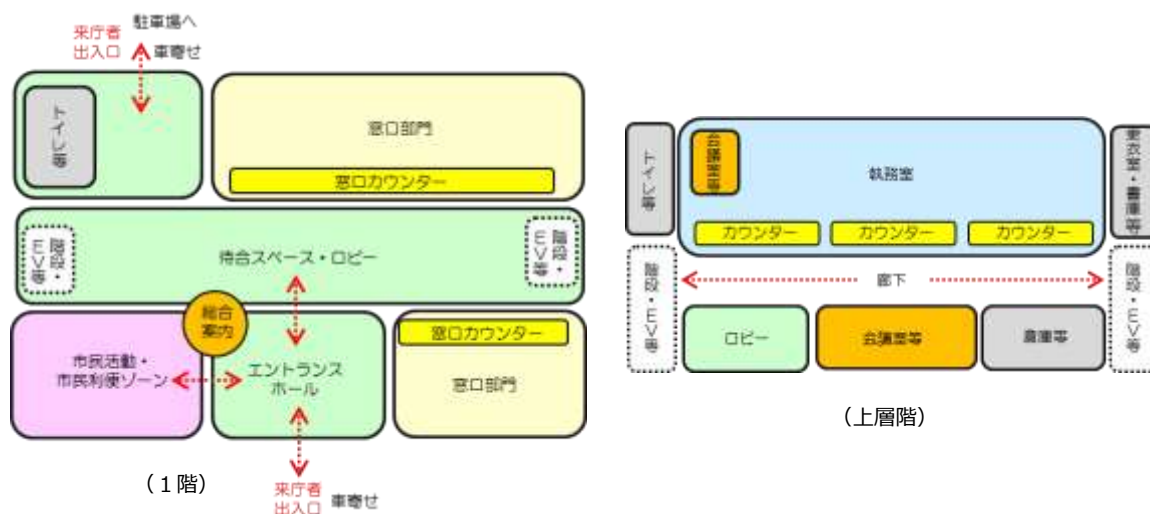 来庁者
出入口
駐車場へ
車寄せ
トイレ等
窓口部門
窓口カウンター
階段・
EV等
待合スペース・ロビー
階段・
EV等
総合
案内
市民活動・
市民利便ゾーン
エントランス
ホール
窓口カウンター
窓口部門
来庁者
出入口
車寄せ
（１階）
トイレ等
会議室等
執務室
更衣室・書庫等
カウンター
カウンター
カウンター
階段・EV等
廊下
階段・EV等
ロビー
会議室等
倉庫等
（上層階）